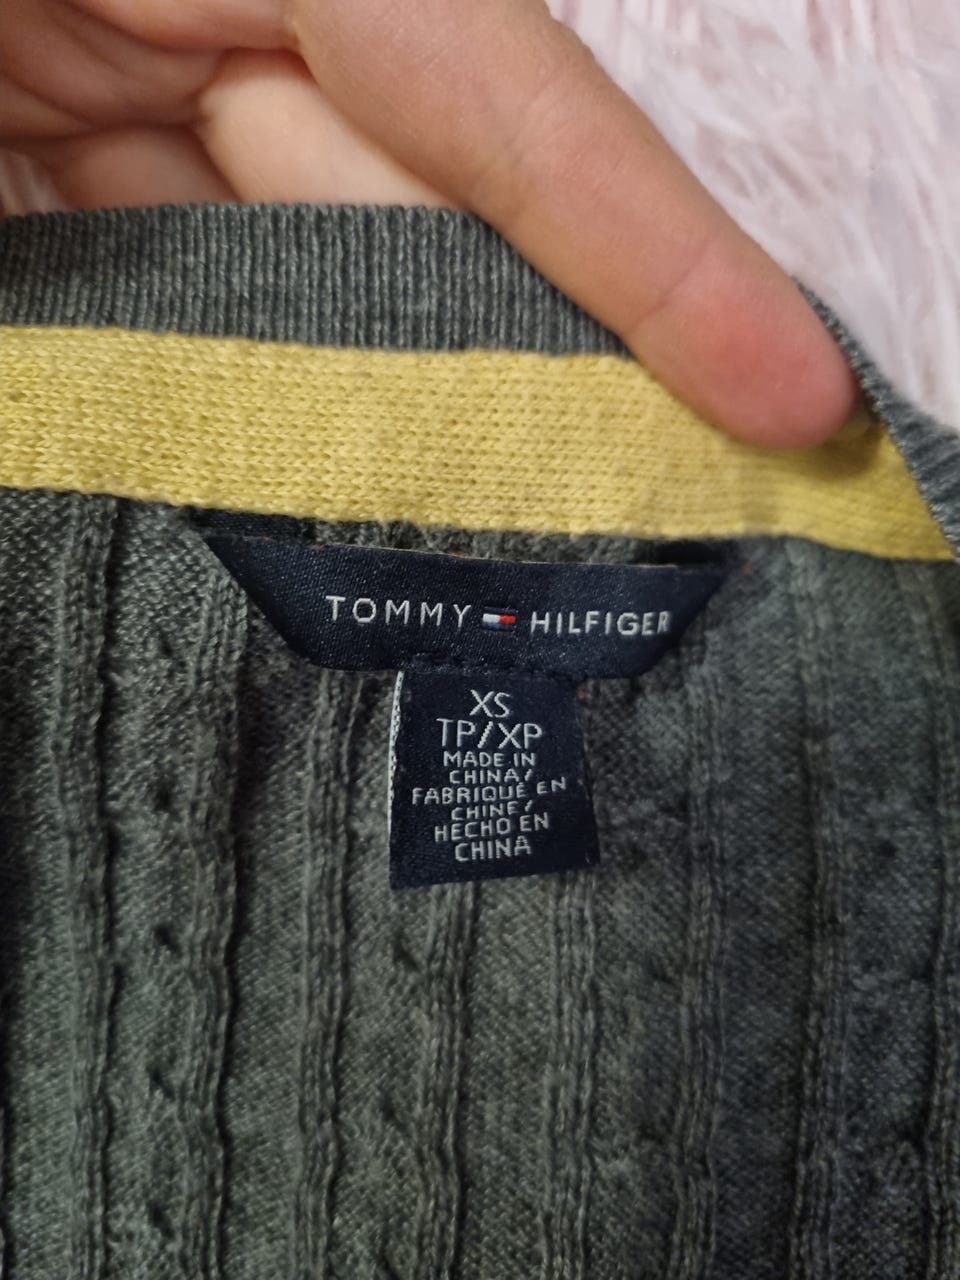 TOMMY HILFIGER
XS
TP/XP
MADE IN
CHINA/
FABRIQUÉ EN
CHINE/
HECHO EN
CHINA